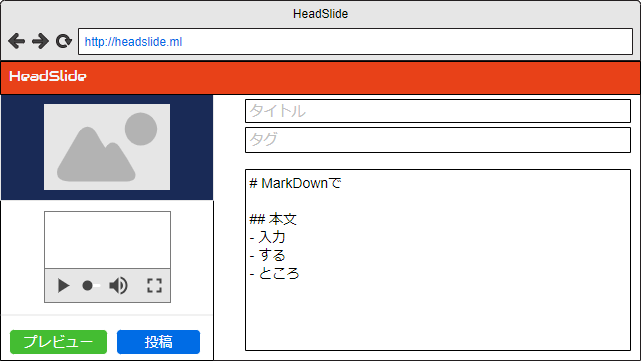 HeadSlide
http://headslide.ml
HeadSlide
タイトル
タグ
# MarkDownで
## 本文
- 入力
- する
- ところ
プレビュー
投稿